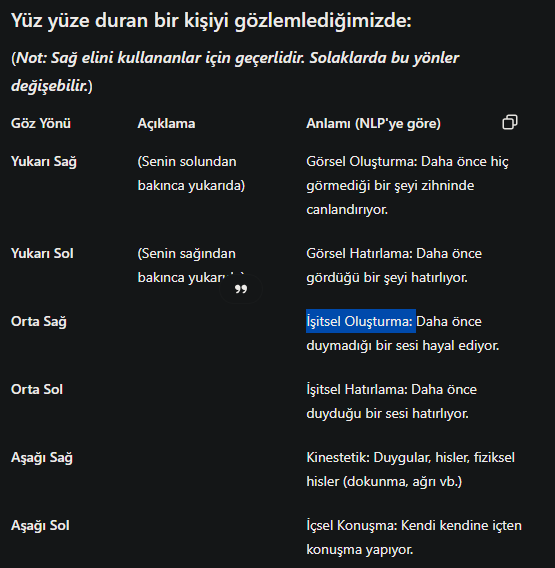 Yüz yüze duran bir kişiyi gözlemlediğimizde:
(Not: Sağ elini kullananlar için geçerlidir. Solaklarda bu yönler
değişebilir.)
Göz Yönü Açıklama Anlamı (NLP'ye göre)
Yukarı Sağ (Senin solundan Görsel Oluşturma: Daha önce hiç
bakınca yukarıda) görmediği bir şeyi zihninde
canlandırıyor.
Yukarı Sol (Senin sağından Görsel Hatırlama: Daha önce
bakınca gördüğü bir şeyi hatırlıyor.
Orta Sağ İşitsel Oluşturma: Daha önce
duymadığı bir sesi hayal ediyor.
Orta Sol İşitsel Hatırlama: Daha önce
duyduğu bir sesi hatırlıyor.
Aşağı Sağ Kinestetik: Duygular, hisler, fiziksel
hisler (dokunma, ağrı vb.)
Aşağı Sol İçsel Konuşma: Kendi kendine içten
konuşma yapıyor.